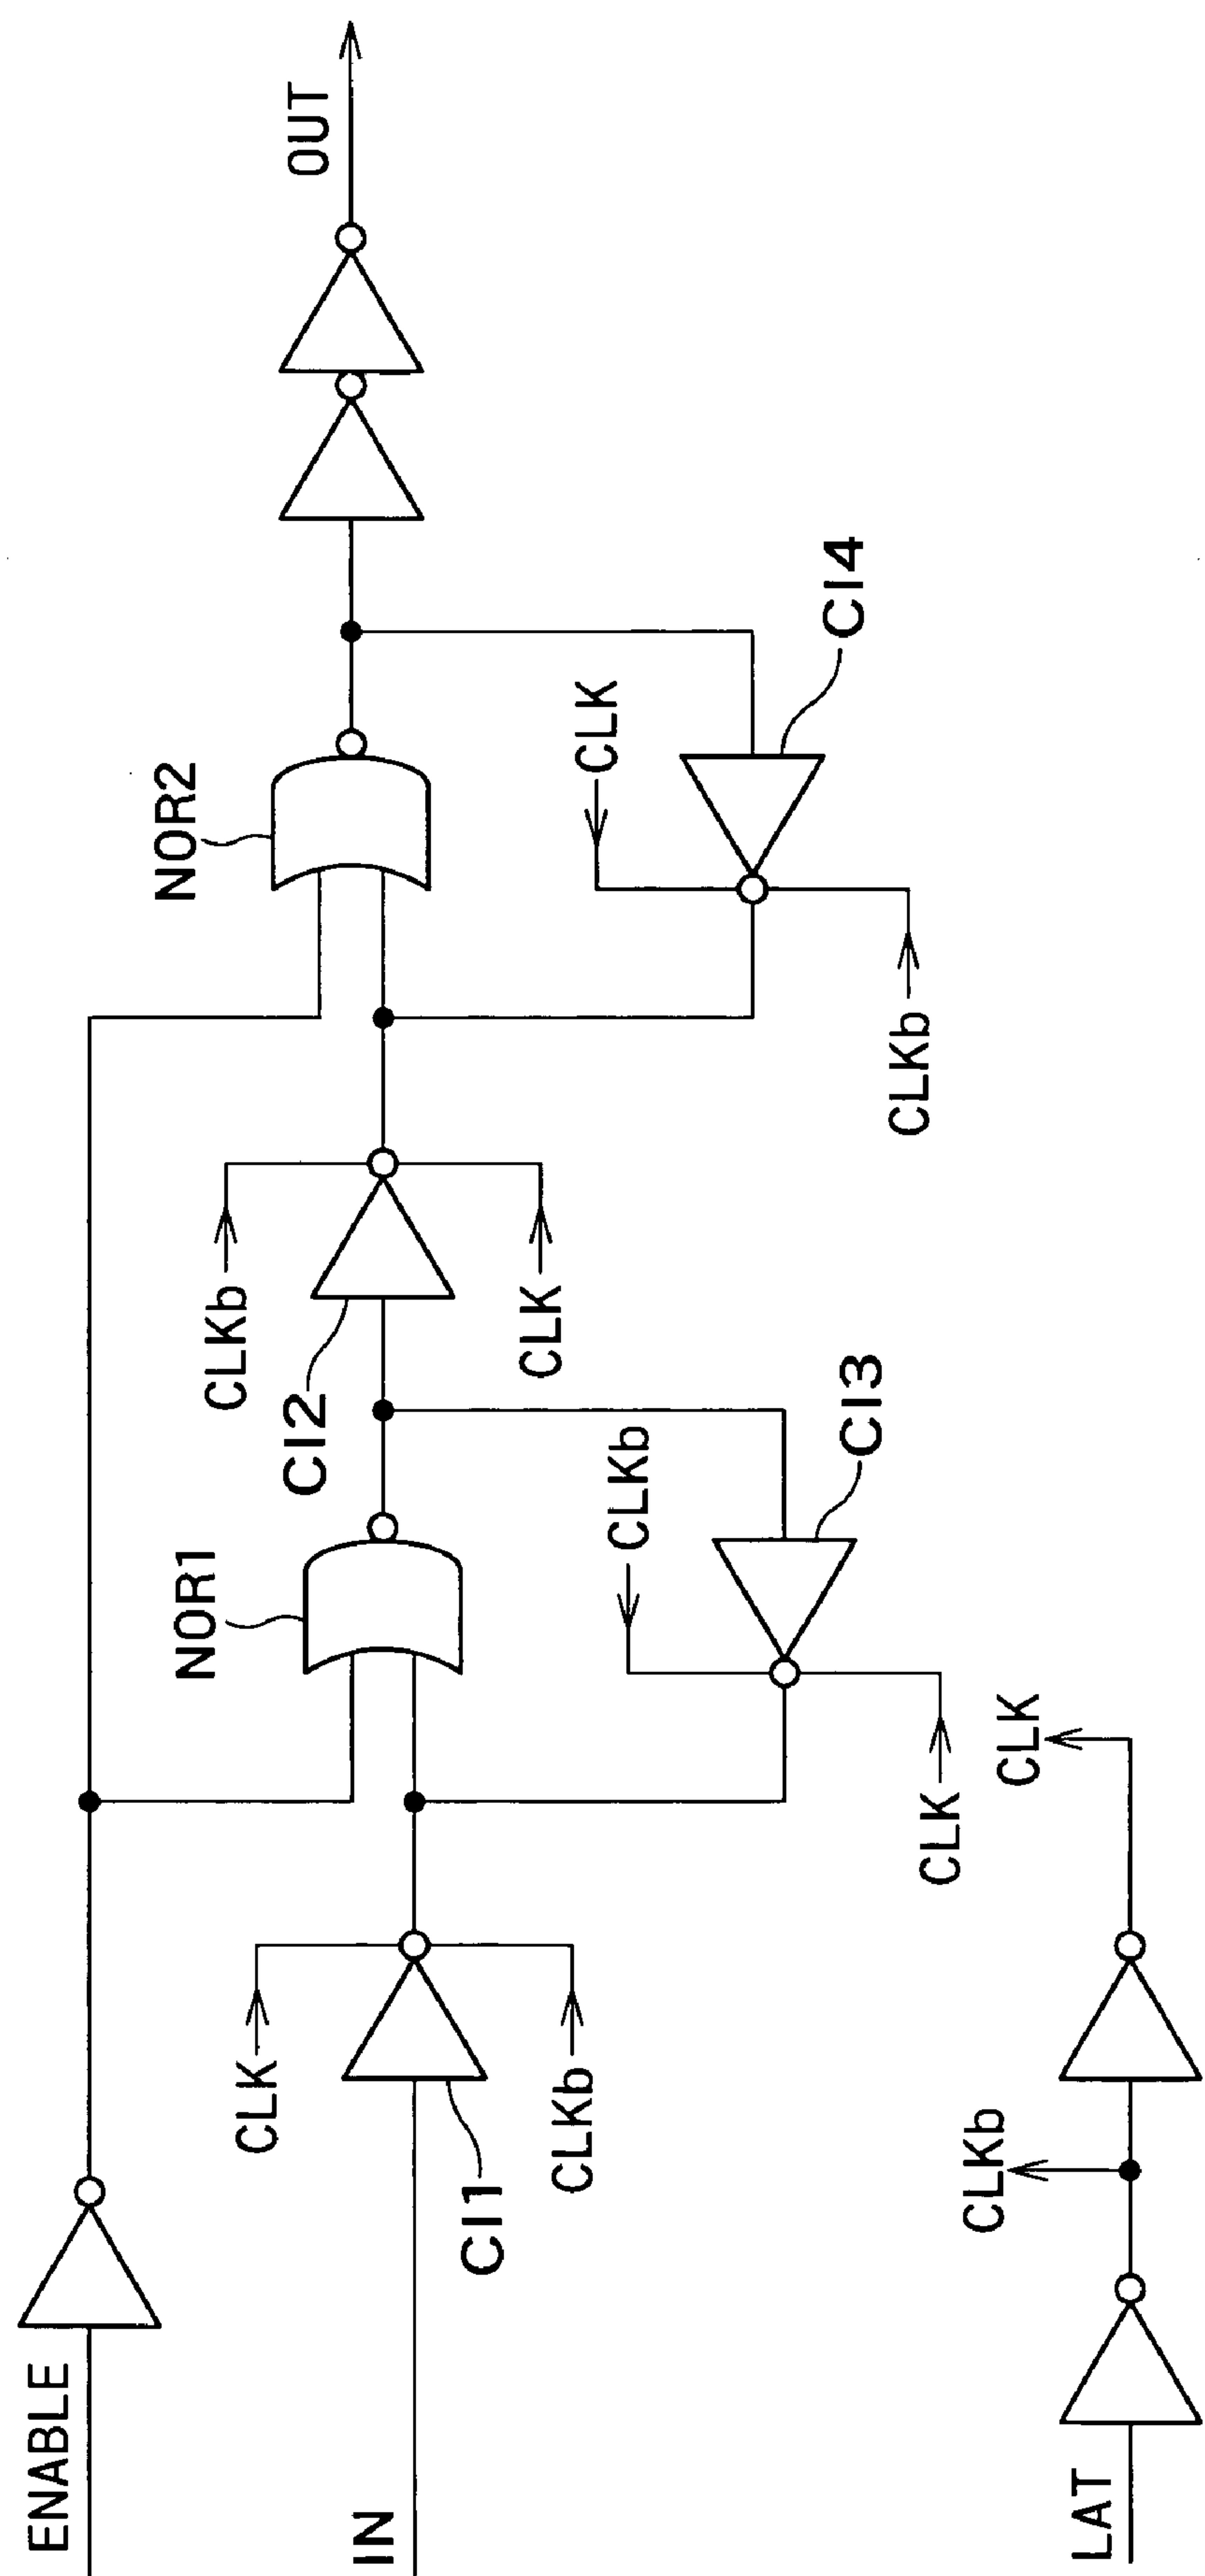 ENABLE
IN
LAT
CI1
CLK
CLKb
CLKb
CLK
NOR1
CLK
CLKb
CI3
CI2
CLKb
CLK
NOR2
CLKb
CLK
CI4
OUT